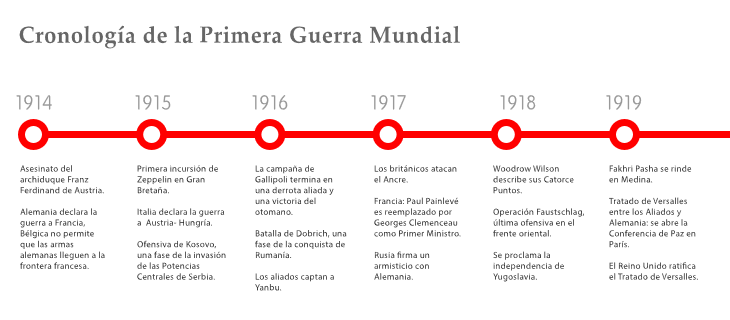 Cronología de la Primera Guerra Mundial
1914
1915
1916
1917
1918
1919
Asesinato del
archiduque Franz
Ferdinand de Austria.
Alemania declara la
guerra a Francia,
Bélgica no permite
que las armas
alemanas lleguen a la
frontera francesa.
Primera incursión de
Zeppelin en Gran
Bretaña.
Italia declara la guerra
a Austria- Hungría.
Ofensiva de Kosovo,
una fase de la invasión
de las Potencias
Centrales de Serbia.
La campaña de
Gallipoli termina en
una derrota aliada y
una victoria del
otomano.
Batalla de Dobrich, una
fase de la conquista de
Rumanía.
Los aliados captan a
Yanbu.
Los británicos atacan
el Ancre.
Francia: Paul Painlevé
es reemplazado por
Georges Clemenceau
como Primer Ministro.
Rusia firma un
armisticio con
Alemania.
Woodrow Wilson
describe sus Catorce
Puntos.
Operación Faustschlag,
última ofensiva en el
frente oriental.
Se proclama la
independencia de
Yugoslavia.
Fakhri Pasha se rinde
en Medina.
Tratado de Versalles
entre los Aliados y
Alemania: se abre la
Conferencia de Paz en
París.
El Reino Unido ratifica
el Tratado de Versalles.